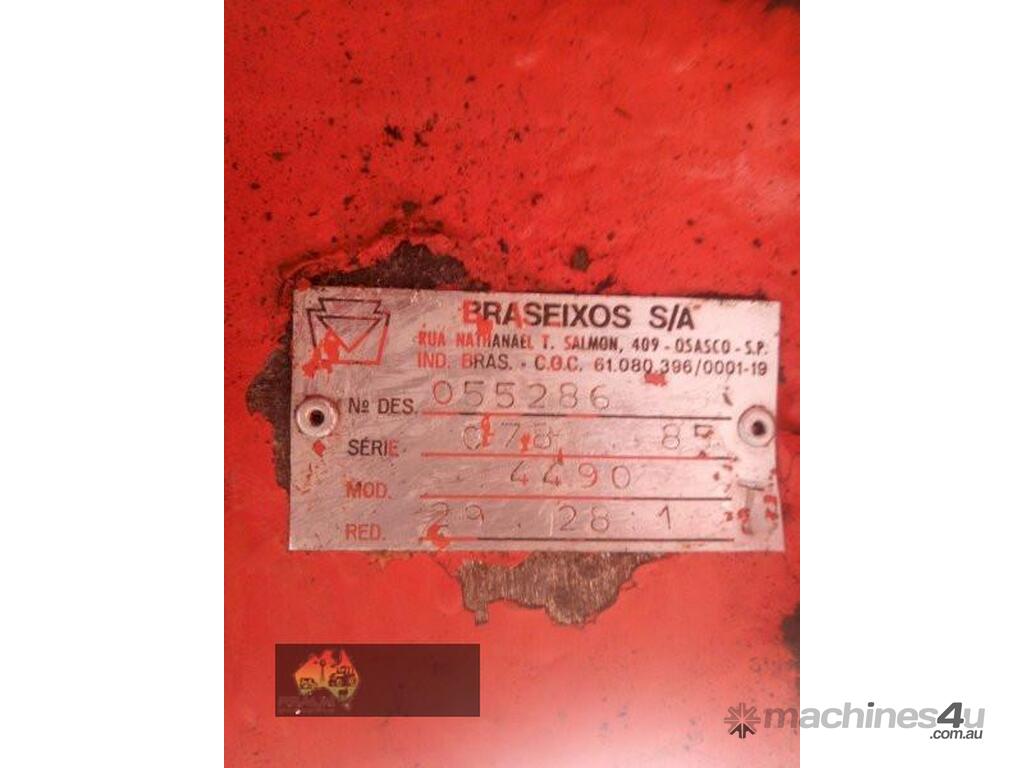 BRASEIXOS S/A
RUA NATHANAEL T. SALMON, 409 - OSASCO - S.P.
IND. BRAS. - C.G.C. 61.080.396/0001-19
Nº DES. 055286
SÉRIE 85
MOD. 4490
RED. 29.28:1
machines4u
.com.au